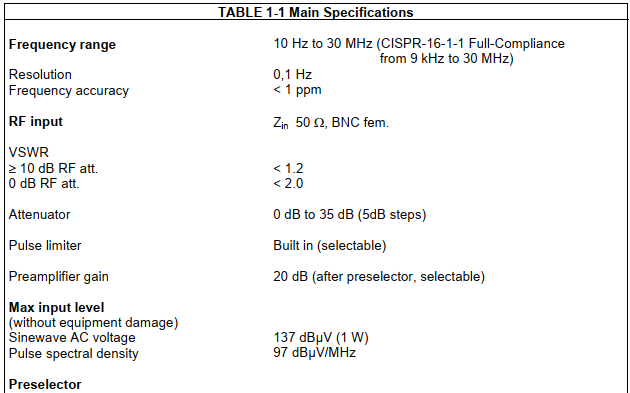 TABLE 1-1 Main Specifications
Frequency range 10 Hz to 30 MHz (CISPR-16-1-1 Full-Compliance
from 9 kHz to 30 MHz)
Resolution 0,1 Hz
Frequency accuracy < 1 ppm
RF input Zin 50 Ω, BNC fem.
VSWR
≥ 10 dB RF att. < 1.2
0 dB RF att. < 2.0
Attenuator 0 dB to 35 dB (5dB steps)
Pulse limiter Built in (selectable)
Preamplifier gain 20 dB (after preselector, selectable)
Max input level
(without equipment damage)
Sinewave AC voltage 137 dBµV (1 W)
Pulse spectral density 97 dBµV/MHz
Preselector